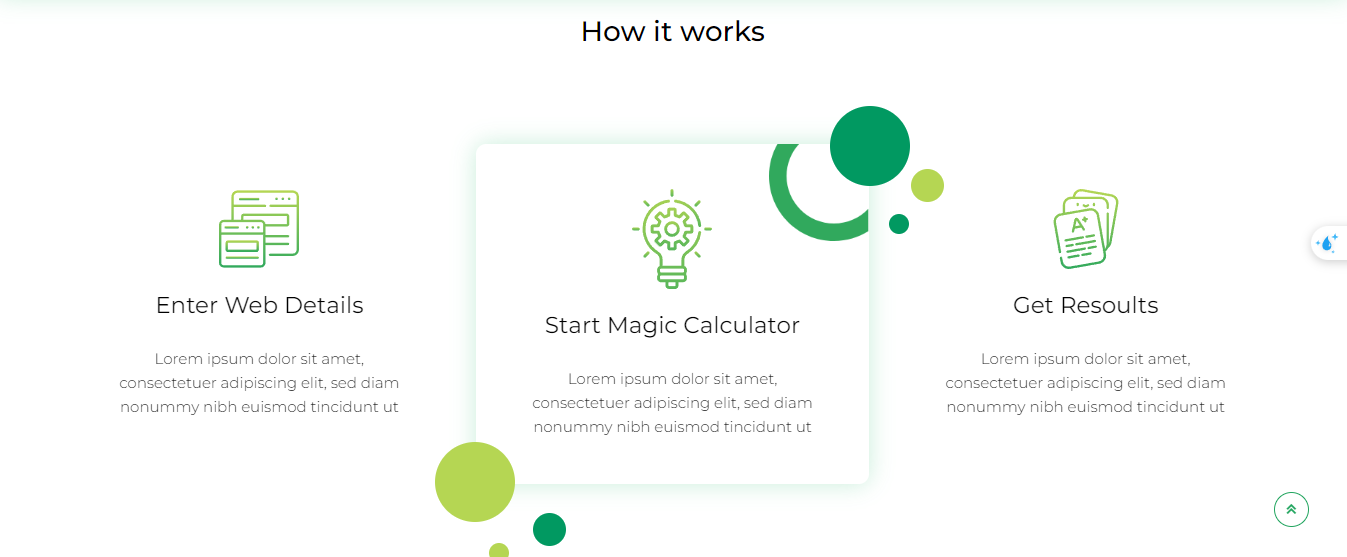 How it works
Enter Web Details
Lorem ipsum dolor sit amet,
consectetuer adipiscing elit, sed diam
nonummy nibh euismod tincidunt ut
Start Magic Calculator
Lorem ipsum dolor sit amet,
consectetuer adipiscing elit, sed diam
nonummy nibh euismod tincidunt ut
A+
Get Resoults
Lorem ipsum dolor sit amet,
consectetuer adipiscing elit, sed diam
nonummy nibh euismod tincidunt ut